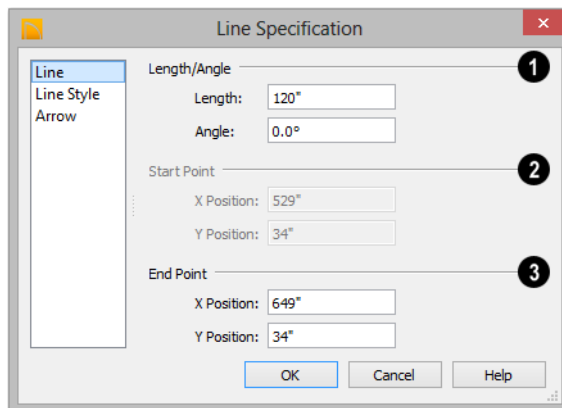 Line Specification
Line
Line Style
Arrow
Length/Angle
1
Length: 120"
Angle: 0.0°
Start Point
2
X Position: 529"
Y Position: 34"
End Point
3
X Position: 649"
Y Position: 34"
OK Cancel Help